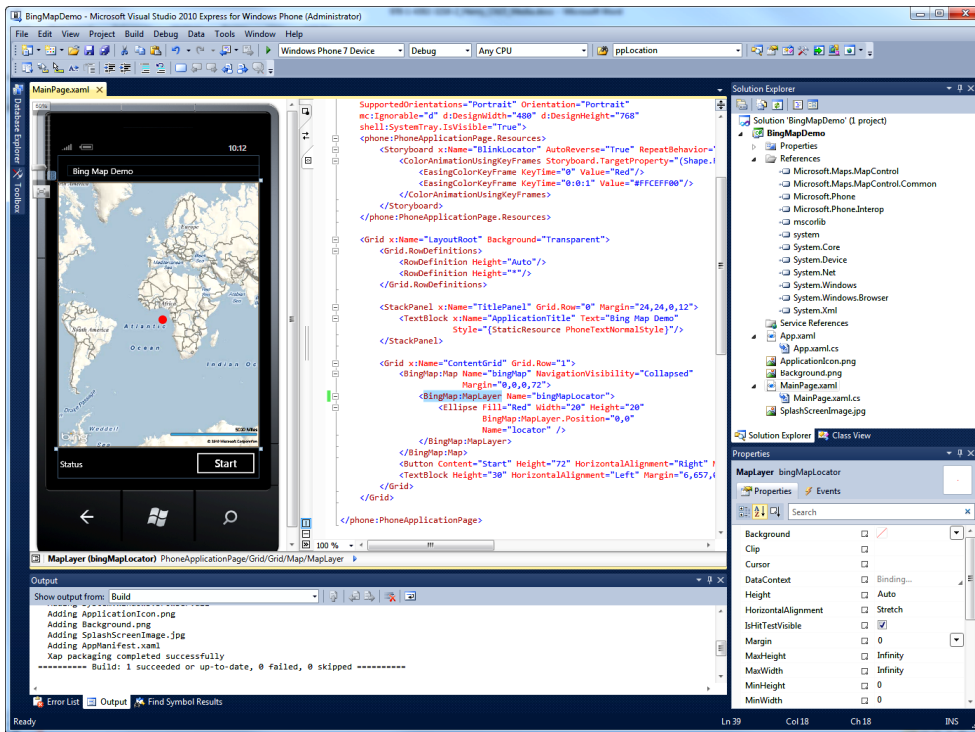 BingMapDemo - Microsoft Visual Studio 2010 Express for Windows Phone (Administrator)
File Edit View Project Build Debug Data Tools Window Help
Windows Phone 7 Device Debug Any CPU ppLocation
Database Explorer
Toolbox
MainPage.xaml
10:12
Bing Map Demo
Europe
Africa
South America
Atlantic
Ocean
Indian Oc
Weddell
Sea
bing
5000 Miles
Status
Start
SupportedOrientations="Portrait" Orientation="Portrait"
mc:Ignorable="d" d:DesignWidth="480" d:DesignHeight="768"
shell:SystemTray.IsVisible="True">
<phone:PhoneApplicationPage.Resources>
<Storyboard x:Name="BlinkLocator" AutoReverse="True" RepeatBehavior="
<ColorAnimationUsingKeyFrames Storyboard.TargetProperty="(Shape.F
<EasingColorKeyFrame KeyTime="0" Value="Red"/>
<EasingColorKeyFrame KeyTime="0:0:1" Value="#FFCEFF00"/>
</ColorAnimationUsingKeyFrames>
</Storyboard>
</phone:PhoneApplicationPage.Resources>
<Grid x:Name="LayoutRoot" Background="Transparent">
<Grid.RowDefinitions>
<RowDefinition Height="Auto"/>
<RowDefinition Height="*"/>
</Grid.RowDefinitions>
<StackPanel x:Name="TitlePanel" Grid.Row="0" Margin="24,24,0,12">
<TextBlock x:Name="ApplicationTitle" Text="Bing Map Demo"
Style="{StaticResource PhoneTextNormalStyle}"/>
</StackPanel>
<Grid x:Name="ContentGrid" Grid.Row="1">
<BingMap:Map Name="bingMap" NavigationVisibility="Collapsed"
Margin="0,0,0,72">
<BingMap:MapLayer Name="bingMapLocator">
<Ellipse Fill="Red" Width="20" Height="20"
BingMap:MapLayer.Position="0,0"
Name="locator" />
</BingMap:MapLayer>
</BingMap:Map>
<Button Content="Start" Height="72" HorizontalAlignment="Right"
<TextBlock Height="30" HorizontalAlignment="Left" Margin="6,657,0
</Grid>
</Grid>
</phone:PhoneApplicationPage>
100 %
MapLayer (bingMapLocator) PhoneApplicationPage/Grid/Grid/Map/MapLayer
Output
Show output from: Build
Adding ApplicationIcon.png
Adding Background.png
Adding SplashScreenImage.jpg
Adding AppManifest.xaml
Xap packaging completed successfully
========== Build: 1 succeeded or up-to-date, 0 failed, 0 skipped ==========
Error List Output Find Symbol Results
Solution Explorer
Solution 'BingMapDemo' (1 project)
BingMapDemo
Properties
References
Microsoft.Maps.MapControl
Microsoft.Maps.MapControl.Common
Microsoft.Phone
Microsoft.Phone.Interop
mscorlib
system
System.Core
System.Device
System.Net
System.Windows
System.Windows.Browser
System.Xml
Service References
App.xaml
App.xaml.cs
ApplicationIcon.png
Background.png
MainPage.xaml
MainPage.xaml.cs
SplashScreenImage.jpg
Solution Explorer Class View
Properties
MapLayer bingMapLocator
Properties Events
Search
Background
Clip
Cursor
DataContext Binding...
Height Auto
HorizontalAlignment Stretch
IsHitTestVisible
Margin 0
MaxHeight Infinity
MaxWidth Infinity
MinHeight 0
MinWidth 0
Ready Ln 39 Col 18 Ch 18 INS